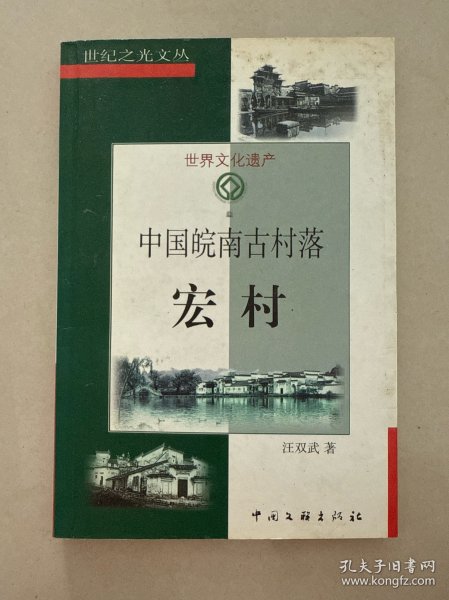 世纪之光文丛
世界文化遗产
中国皖南古村落
宏村
汪双武 著
中国文联出版社
孔夫子旧书网
www.kongfz.com